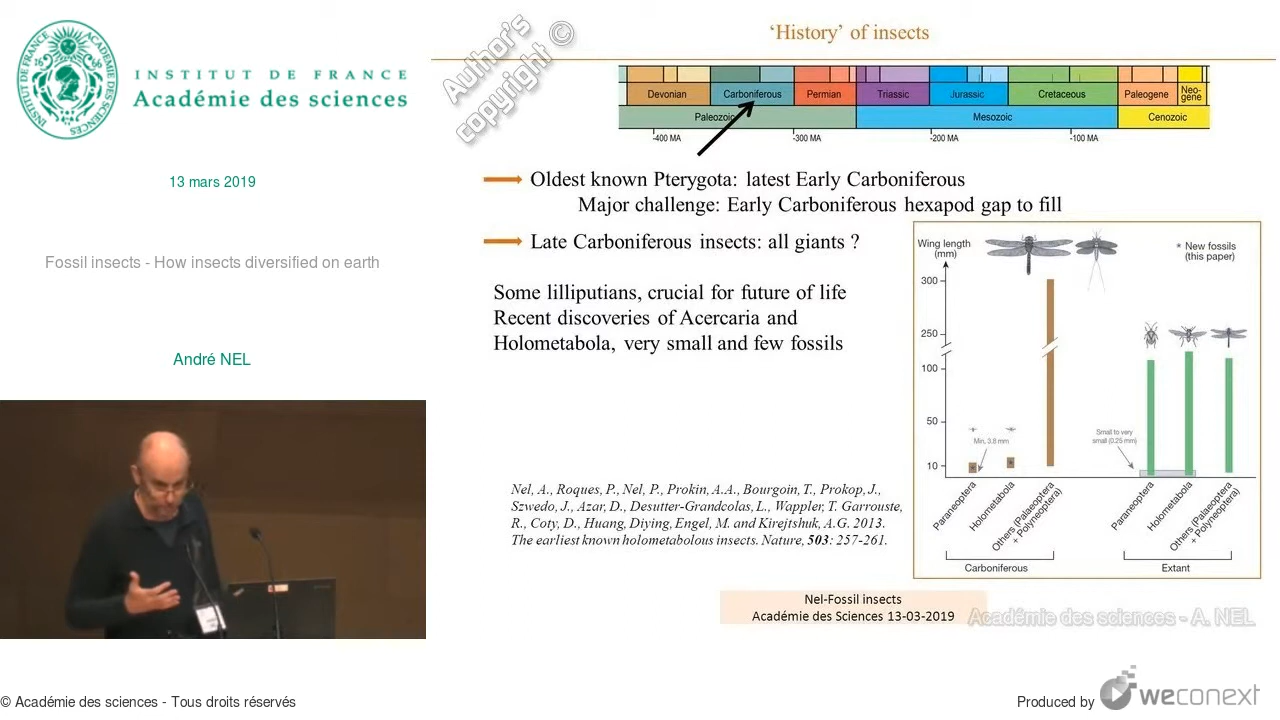 INSTITUT DE FRANCE
Académie des sciences
13 mars 2019
Fossil insects - How insects diversified on earth
André NEL
Author's
copyright ©
‘History’ of insects
Devonian
Carboniferous
Permian
Triassic
Jurassic
Cretaceous
Paleogene
Neo-
gene
Paleozoic
Mesozoic
Cenozoic
-400 MA
-300 MA
-200 MA
-100 MA
Oldest known Pterygota: latest Early Carboniferous
Major challenge: Early Carboniferous hexapod gap to fill
Late Carboniferous insects: all giants ?
Some lilliputians, crucial for future of life
Recent discoveries of Acercaria and
Holometabola, very small and few fossils
Nel, A., Roques, P., Nel, P., Prokin, A.A., Bourgoin, T., Prokop, J.,
Szwedo, J., Azar, D., Desutter-Grandcolas, L., Wappler, T. Garrouste,
R., Coty, D., Huang, Diying, Engel, M. and Kirejtshuk, A.G. 2013.
The earliest known holometabolous insects. Nature, 503: 257-261.
Wing length
(mm)
* New fossils
(this paper)
300
250
100
50
10
Min, 3.8 mm
Small to very
small (0.25 mm)
Paraneoptera
Holometabola
Others (Palaeoptera
+ Polyneoptera)
Paraneoptera
Holometabola
Others (Palaeoptera
+ Polyneoptera)
Carboniferous
Extant
Nel-Fossil insects
Académie des Sciences 13-03-2019
Académie des sciences - A. NEL
© Académie des sciences - Tous droits réservés
Produced by
weconext